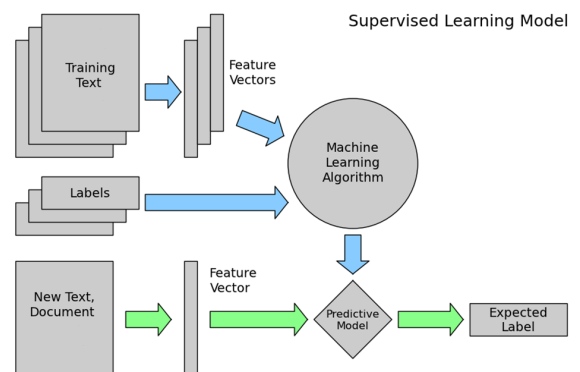 Supervised Learning Model
Training
Text
Feature
Vectors
Machine
Learning
Algorithm
Labels
New Text,
Document
Feature
Vector
Predictive
Model
Expected
Label